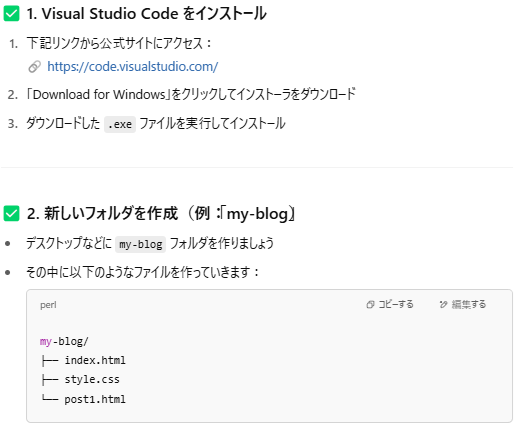 ✅ 1. Visual Studio Code をインストール
1. 下記リンクから公式サイトにアクセス：
🔗 https://code.visualstudio.com/
2. 「Download for Windows」をクリックしてインストーラをダウンロード
3. ダウンロードした .exe ファイルを実行してインストール
✅ 2. 新しいフォルダを作成（例：「my-blog」）
• デスクトップなどに my-blog フォルダを作りましょう
• その中に以下のようなファイルを作っていきます：
perl コピーする 編集する
my-blog/
├── index.html
├── style.css
└── post1.html